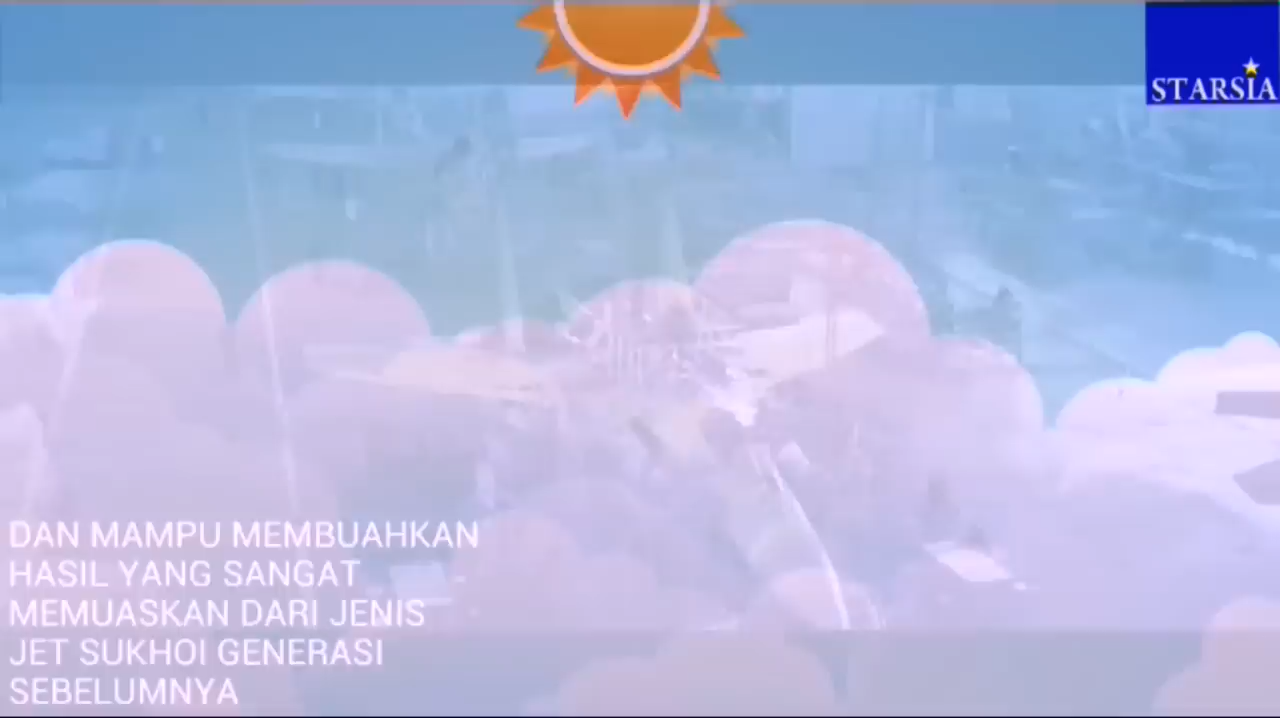 STARSIA
DAN MAMPU MEMBUAHKAN
HASIL YANG SANGAT
MEMUASKAN DARI JENIS
JET SUKHOI GENERASI
SEBELUMNYA